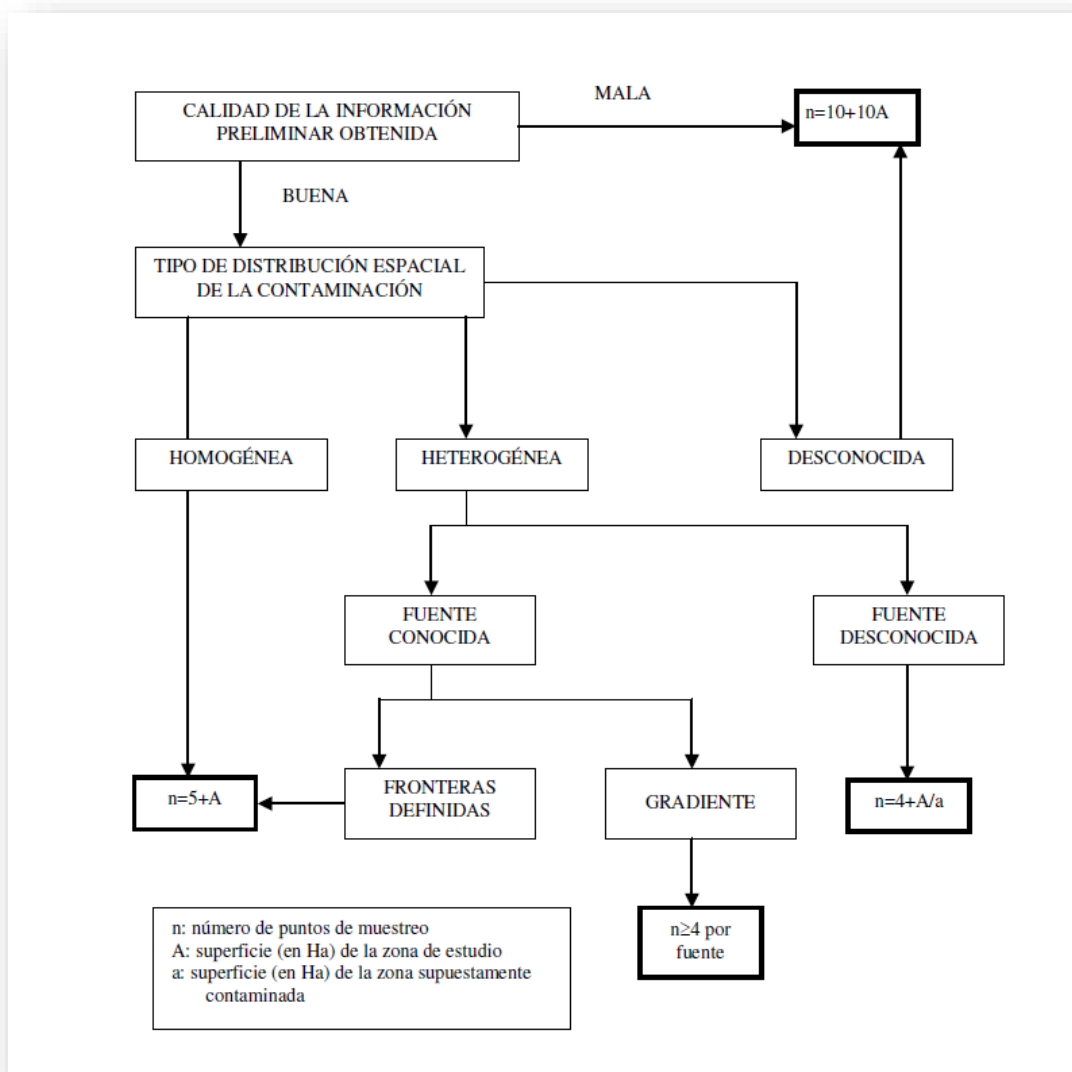 MALA
CALIDAD DE LA INFORMACIÓN
PRELIMINAR OBTENIDA
n=10+10A
BUENA
TIPO DE DISTRIBUCIÓN ESPACIAL
DE LA CONTAMINACIÓN
HOMOGÉNEA
HETEROGÉNEA
DESCONOCIDA
FUENTE
CONOCIDA
FUENTE
DESCONOCIDA
n=5+A
FRONTERAS
DEFINIDAS
GRADIENTE
n=4+A/a
n: número de puntos de muestreo
A: superficie (en Ha) de la zona de estudio
a: superficie (en Ha) de la zona supuestamente
contaminada
n≥4 por
fuente